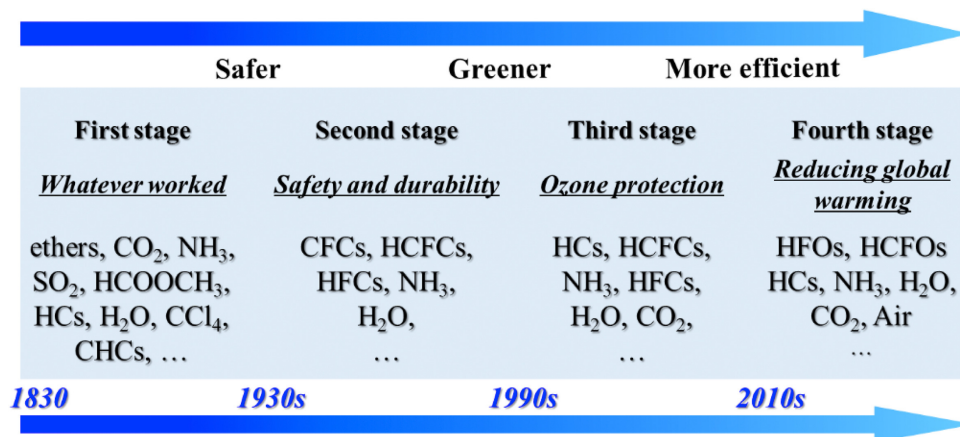 Safer Greener More efficient
First stage
Whatever worked
ethers, CO₂, NH₃,
SO₂, HCOOCH₃,
HCs, H₂O, CCl₄,
CHCs, …
Second stage
Safety and durability
CFCs, HCFCs,
HFCs, NH₃,
H₂O,
…
Third stage
Ozone protection
HCs, HCFCs,
NH₃, HFCs,
H₂O, CO₂,
…
Fourth stage
Reducing global
warming
HFOs, HCFOs
HCs, NH₃, H₂O,
CO₂, Air
…
1830 1930s 1990s 2010s